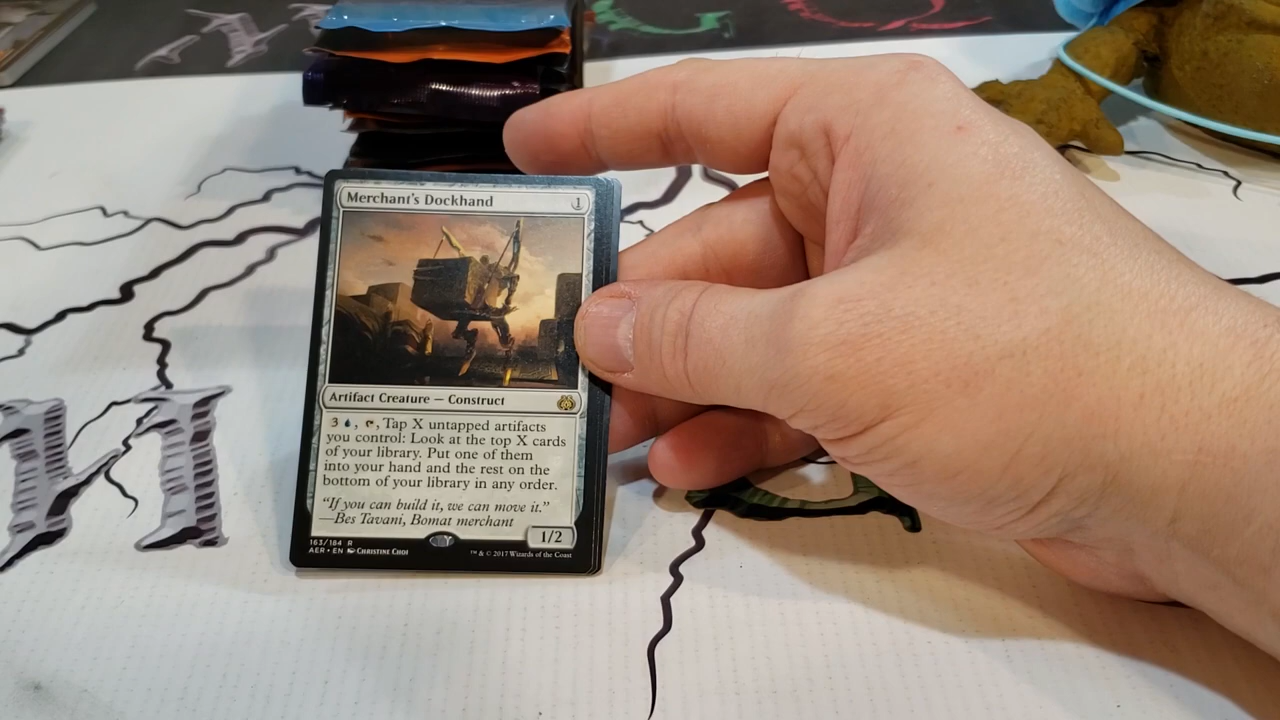 Merchant's Dockhand 1
Artifact Creature — Construct
3 , , Tap X untapped artifacts
you control: Look at the top X cards
of your library. Put one of them
into your hand and the rest on the
bottom of your library in any order.
"If you can build it, we can move it."
—Bes Tavani, Bomat merchant
1/2
163/184 R
AER • EN Christine Choi
™ & © 2017 Wizards of the Coast